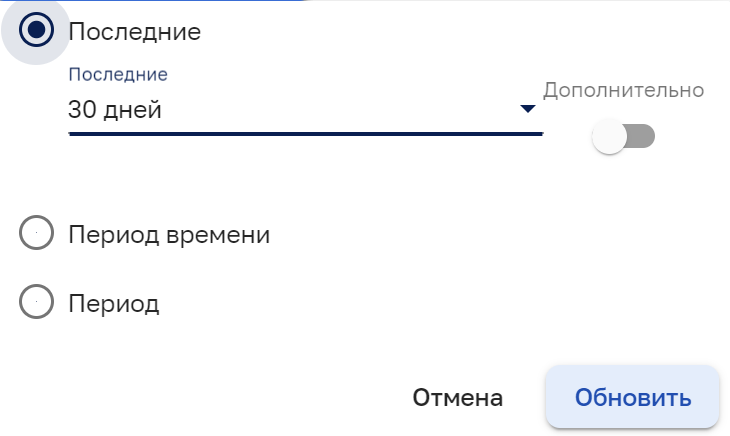 Последние
Последние
30 дней
Дополнительно
Период времени
Период
Отмена
Обновить